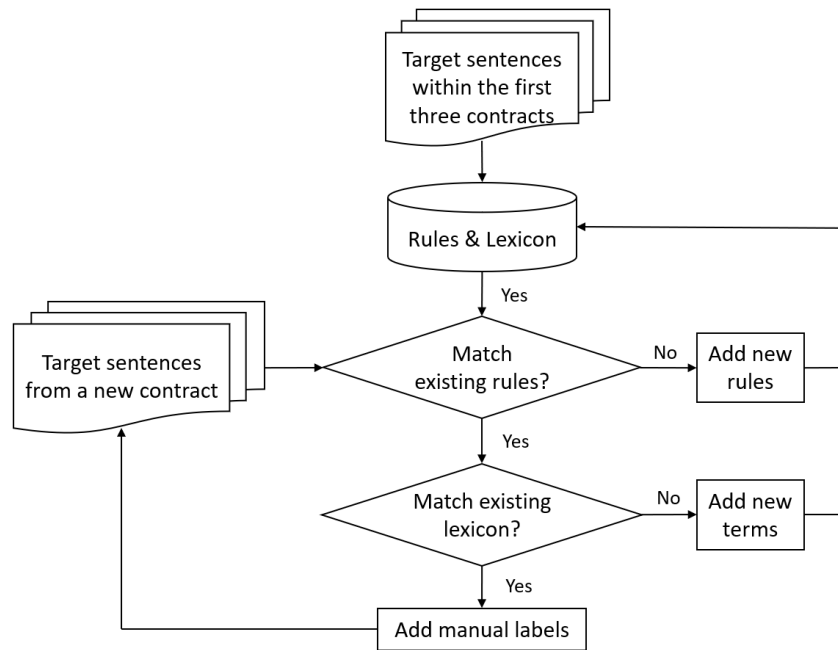 Target sentences
within the first
three contracts
Rules & Lexicon
Yes
Target sentences
from a new contract
Match
existing rules?
No
Add new
rules
Yes
Match existing
lexicon?
No
Add new
terms
Yes
Add manual labels